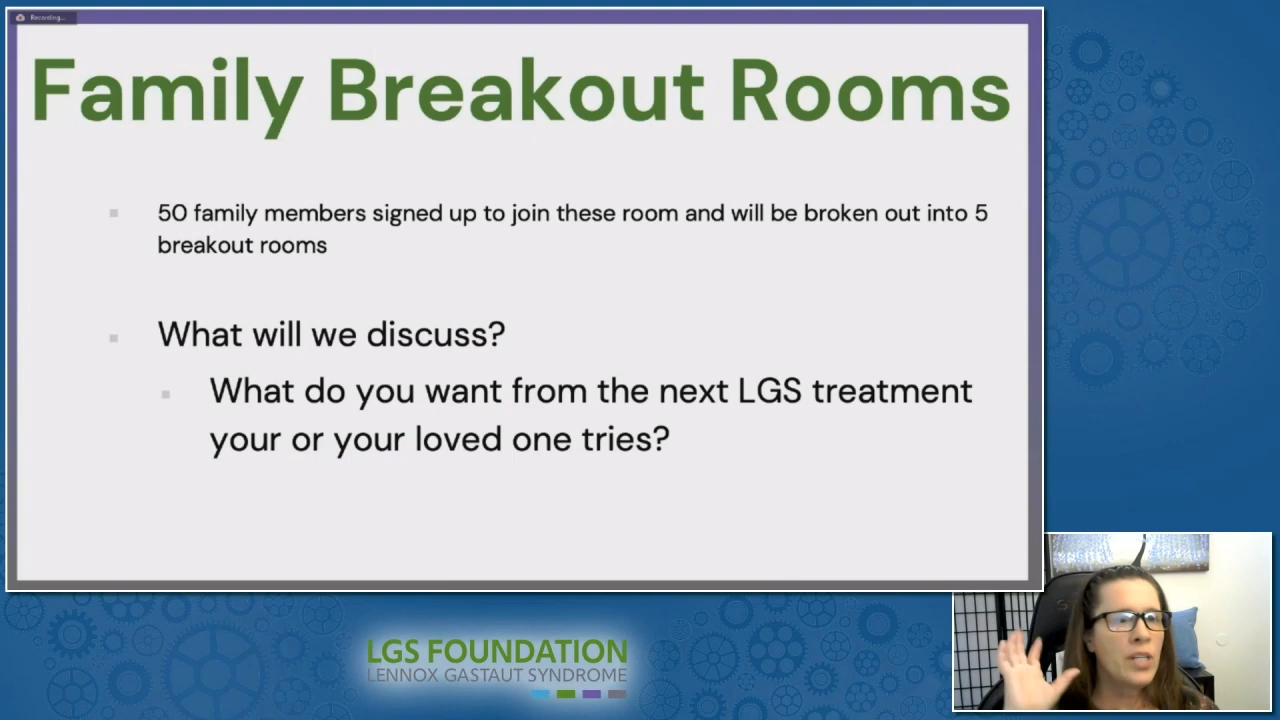 Recording...
Family Breakout Rooms
50 family members signed up to join these room and will be broken out into 5
breakout rooms
What will we discuss?
What do you want from the next LGS treatment
your or your loved one tries?
LGS FOUNDATION
LENNOX GASTAUT SYNDROME